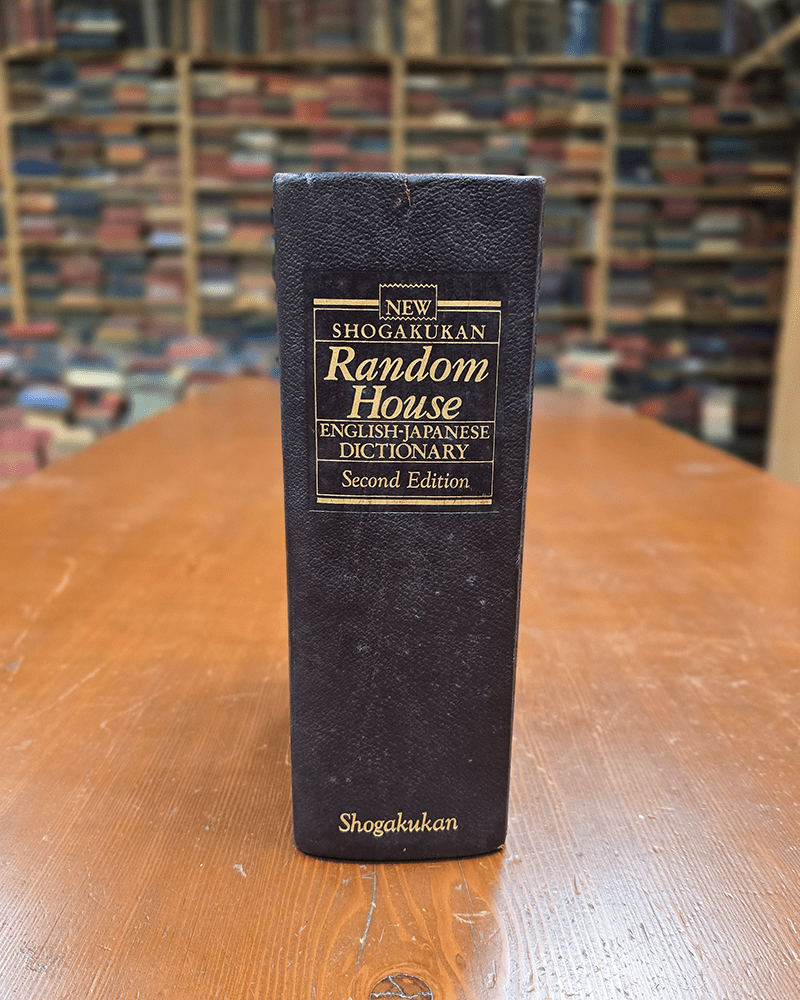 NEW
SHOGAKUKAN
Random
House
ENGLISH-JAPANESE
DICTIONARY
Second Edition
Shogakukan